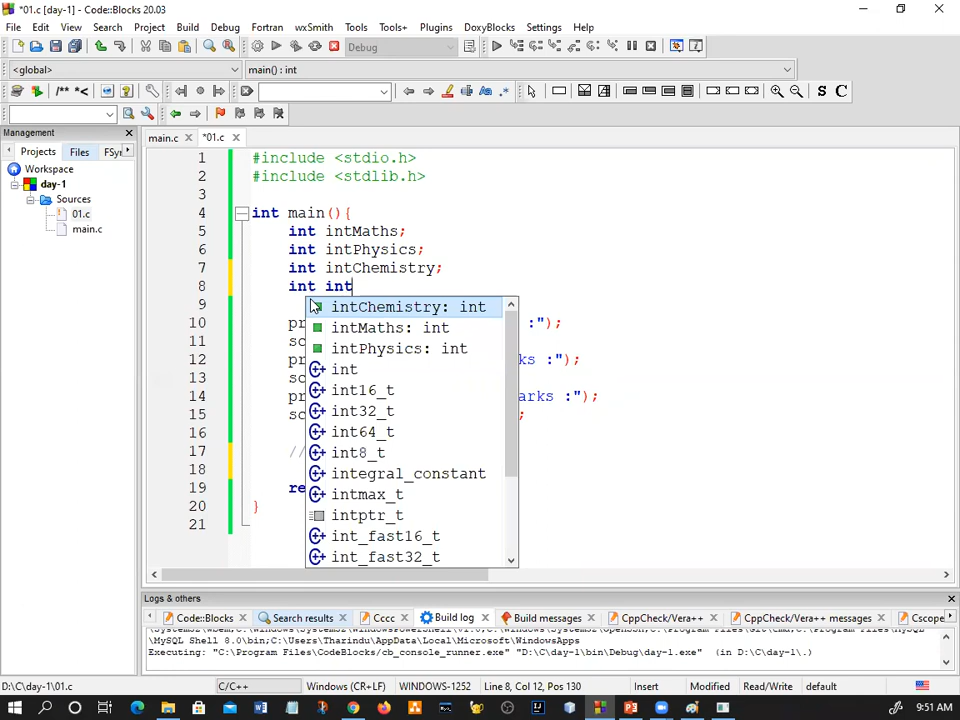 *01.c [day-1] - Code::Blocks 20.03
File Edit View Search Project Build Debug Fortran wxSmith Tools Tools+ Plugins DoxyBlocks Settings Help
Debug
<global> main() : int
/** *< S C
Management
Projects Files FSy
Workspace
day-1
Sources
01.c
main.c
main.c *01.c
1 #include <stdio.h>
2 #include <stdlib.h>
3
4 int main(){
5 int intMaths;
6 int intPhysics;
7 int intChemistry;
8 int int
9
10 pr :");
11 sc
12 pr ks :");
13 sc
14 pr arks :");
15 sc ;
16
17 //
18
19 re
20 }
21
intChemistry: int
intMaths: int
intPhysics: int
int
int16_t
int32_t
int64_t
int8_t
integral_constant
intmax_t
intptr_t
int_fast16_t
int_fast32_t
Logs & others
Code::Blocks Search results Cccc Build log Build messages CppCheck/Vera++ CppCheck/Vera++ messages Cscope
\MySQL Shell 8.0\bin;C:\Users\Tharindu\AppData\Local\Microsoft\WindowsApps
Executing: "C:\Program Files\CodeBlocks/cb_console_runner.exe" "D:\C\day-1\bin\Debug\day-1.exe" (in D:\C\day-1\.)
D:\C\day-1\01.c C/C++ Windows (CR+LF) WINDOWS-1252 Line 8, Col 12, Pos 130 Insert Modified Read/Write default
9:51 AM